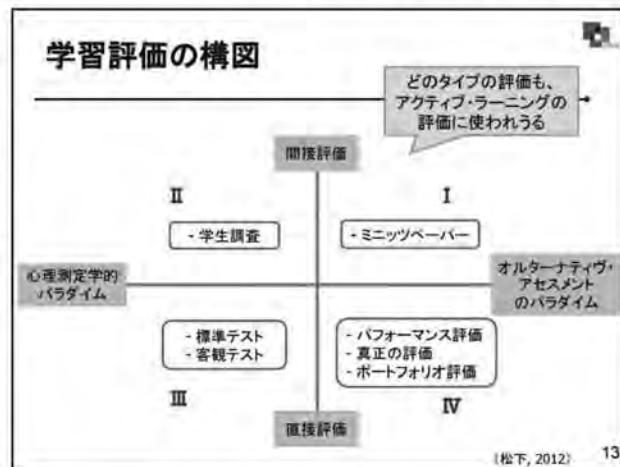 学習評価の構図
どのタイプの評価も、
アクティブ・ラーニングの
評価に使われうる
間接評価
Ⅱ
Ⅰ
- 学生調査
- ミニッツペーパー
心理測定学的
パラダイム
オルターナティヴ・
アセスメント
のパラダイム
- 標準テスト
- 客観テスト
- パフォーマンス評価
- 真正の評価
- ポートフォリオ評価
Ⅲ
Ⅳ
直接評価
(松下, 2012)
13